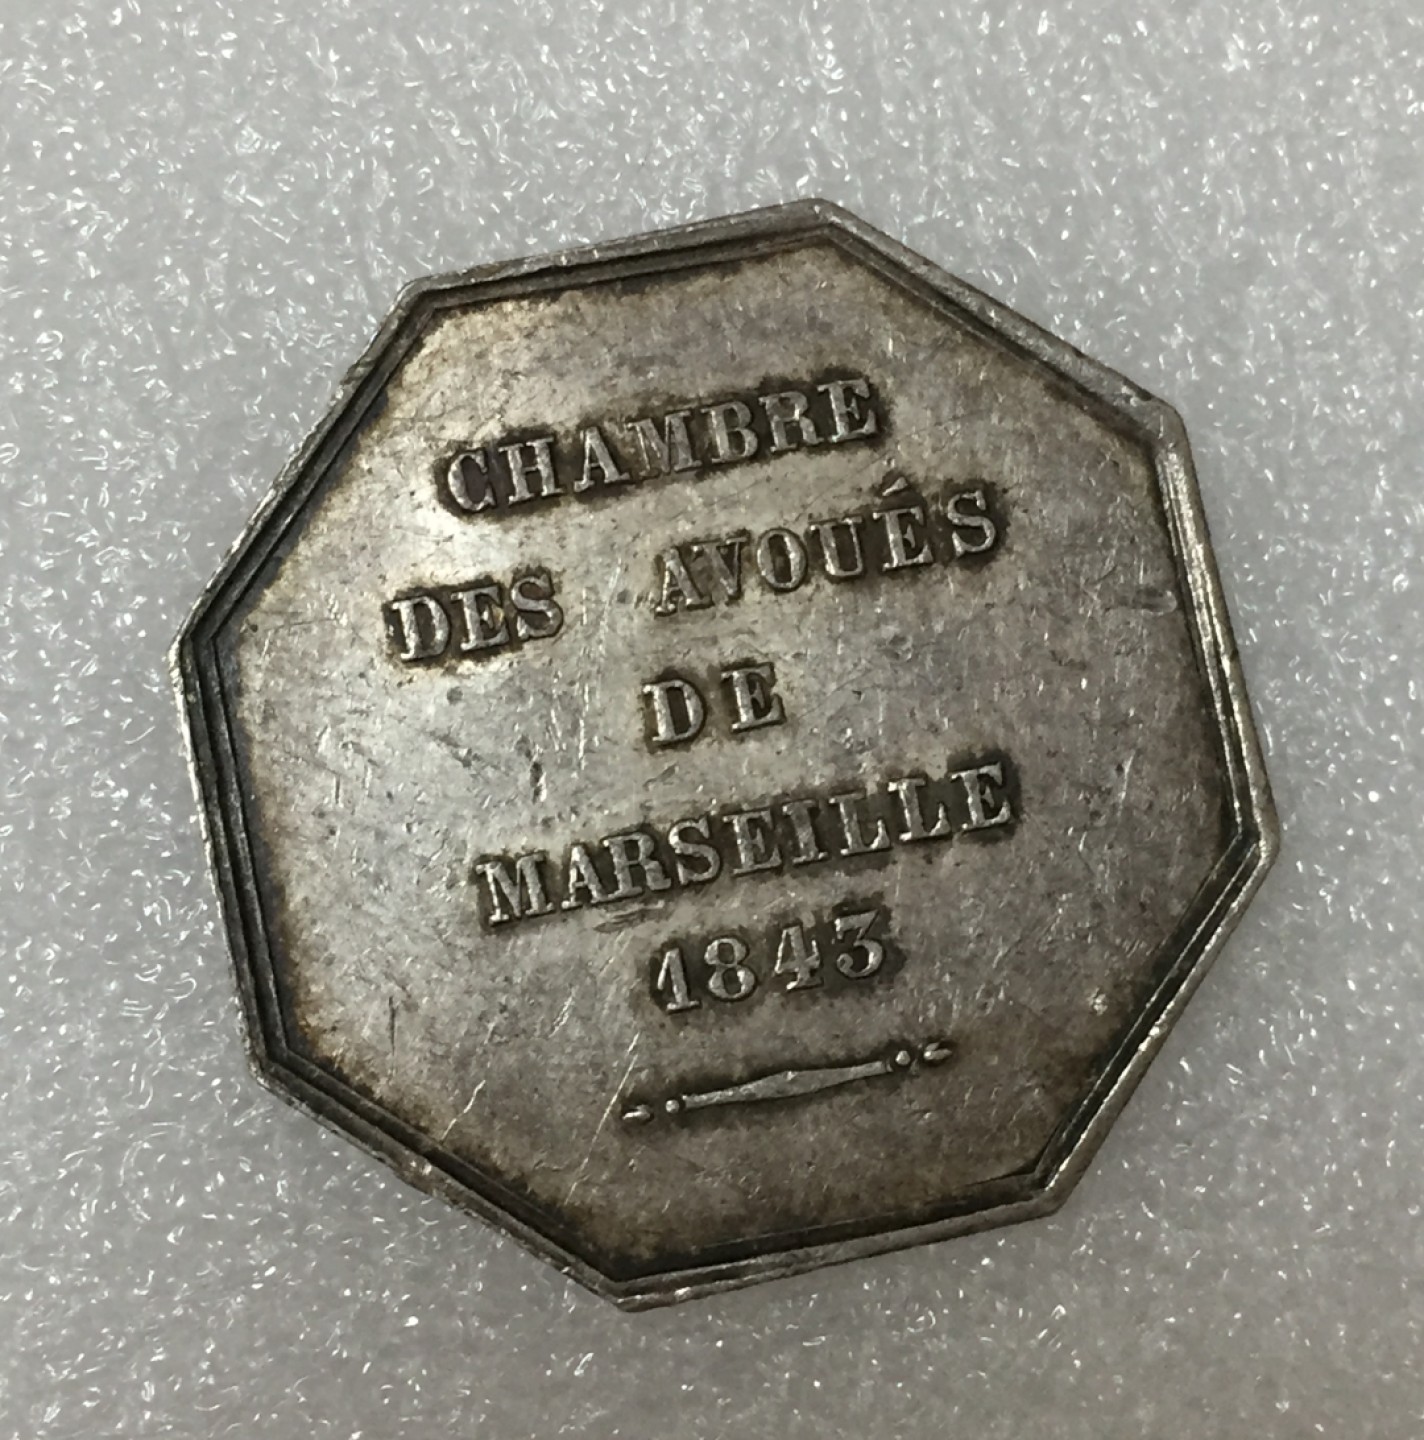 CHAMBRE
DES AVOUÉS
DE
MARSEILLE
1843